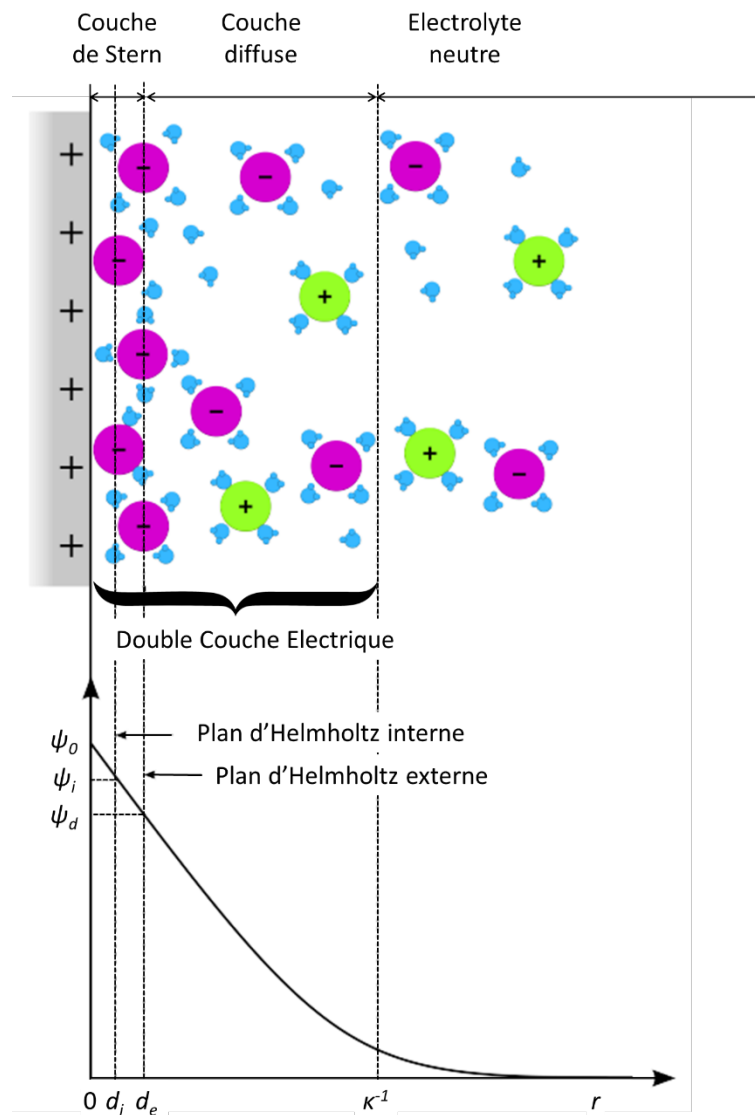 Couche
de Stern
Couche
diffuse
Electrolyte
neutre
+
-
-
-
+
-
+
+
-
+
-
+
-
+
-
-
+
-
+
-
+
Double Couche Electrique
Plan d’Helmholtz interne
Plan d’Helmholtz externe
ψ₀
ψᵢ
ψd
0 dᵢ dₑ κ⁻¹ r